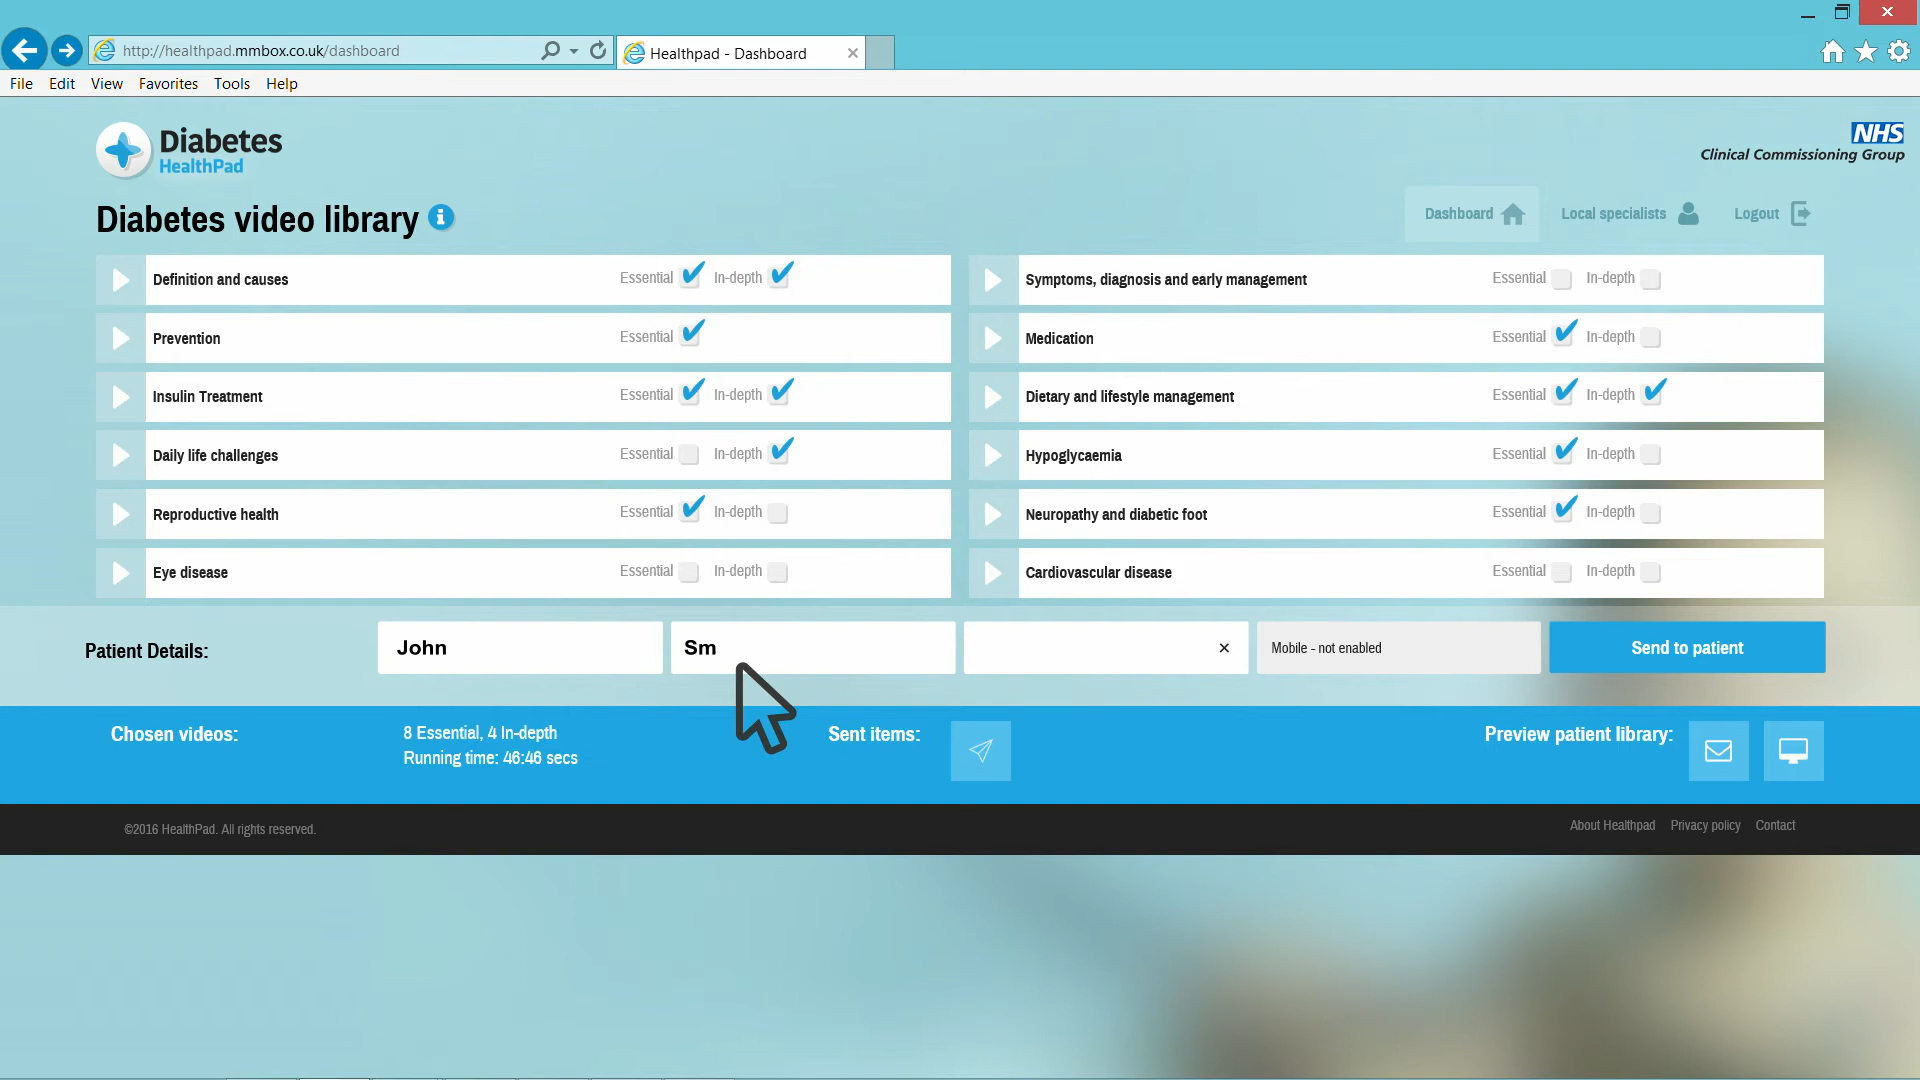 http://healthpad.mmbox.co.uk/dashboard
Healthpad - Dashboard
File Edit View Favorites Tools Help
Diabetes
HealthPad
NHS
Clinical Commissioning Group
Diabetes video library
Dashboard Local specialists Logout
Definition and causes Essential In-depth
Symptoms, diagnosis and early management Essential In-depth
Prevention Essential
Medication Essential In-depth
Insulin Treatment Essential In-depth
Dietary and lifestyle management Essential In-depth
Daily life challenges Essential In-depth
Hypoglycaemia Essential In-depth
Reproductive health Essential In-depth
Neuropathy and diabetic foot Essential In-depth
Eye disease Essential In-depth
Cardiovascular disease Essential In-depth
Patient Details: John Sm Mobile - not enabled Send to patient
Chosen videos: 8 Essential, 4 In-depth
Running time: 46:46 secs
Sent items:
Preview patient library:
©2016 HealthPad. All rights reserved.
About Healthpad Privacy policy Contact